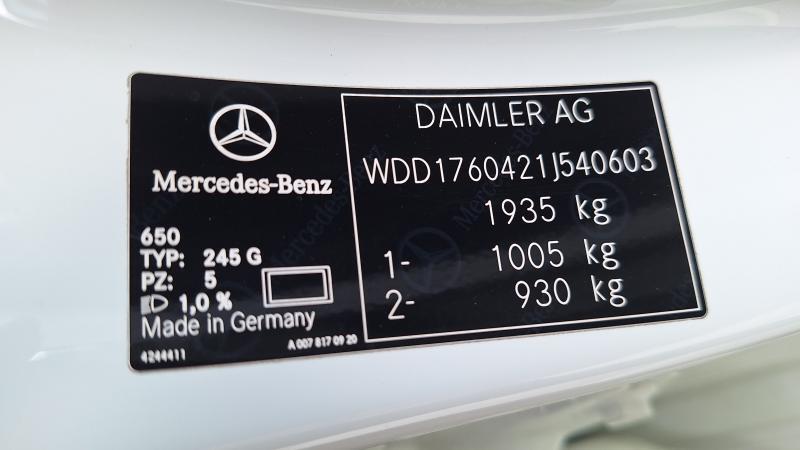 Mercedes-Benz
650
TYP: 245 G
PZ: 5
1,0 %
Made in Germany
4244411
A 007 817 09 20
DAIMLER AG
WDD1760421J540603
1935 kg
1- 1005 kg
2- 930 kg